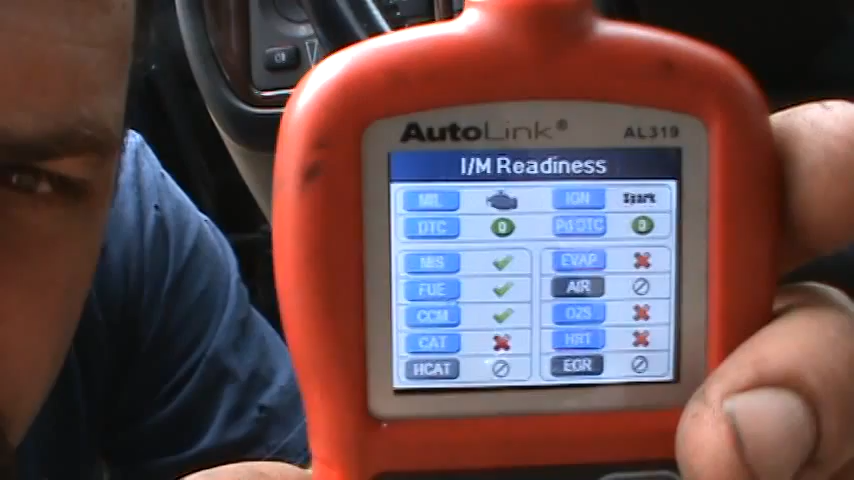 AutoLink® AL319
I/M Readiness
MIL IGN Spark
DTC 0 Pd DTC 0
MIS EVAP
FUE AIR
CCM O2S
CAT HRT
HCAT EGR